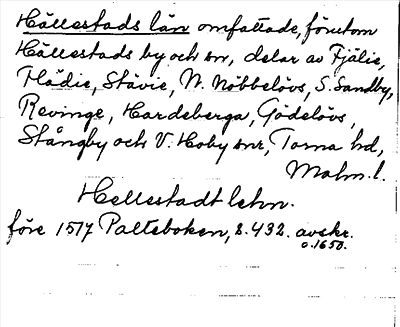 Hällestads län omfattade, förutom
Hällestads by och sn, delar av Fjälie,
Flädie, Stävie, N. Nöbbelövs, S. Sandby,
Revinge, Hardeberga, Gödelövs,
Stångby och V. Hoby snr, Torna hd,
Malm. l.
Hellestadt lehn.
före 1517 Palteboken, s. 432. avskr.
o. 1650.